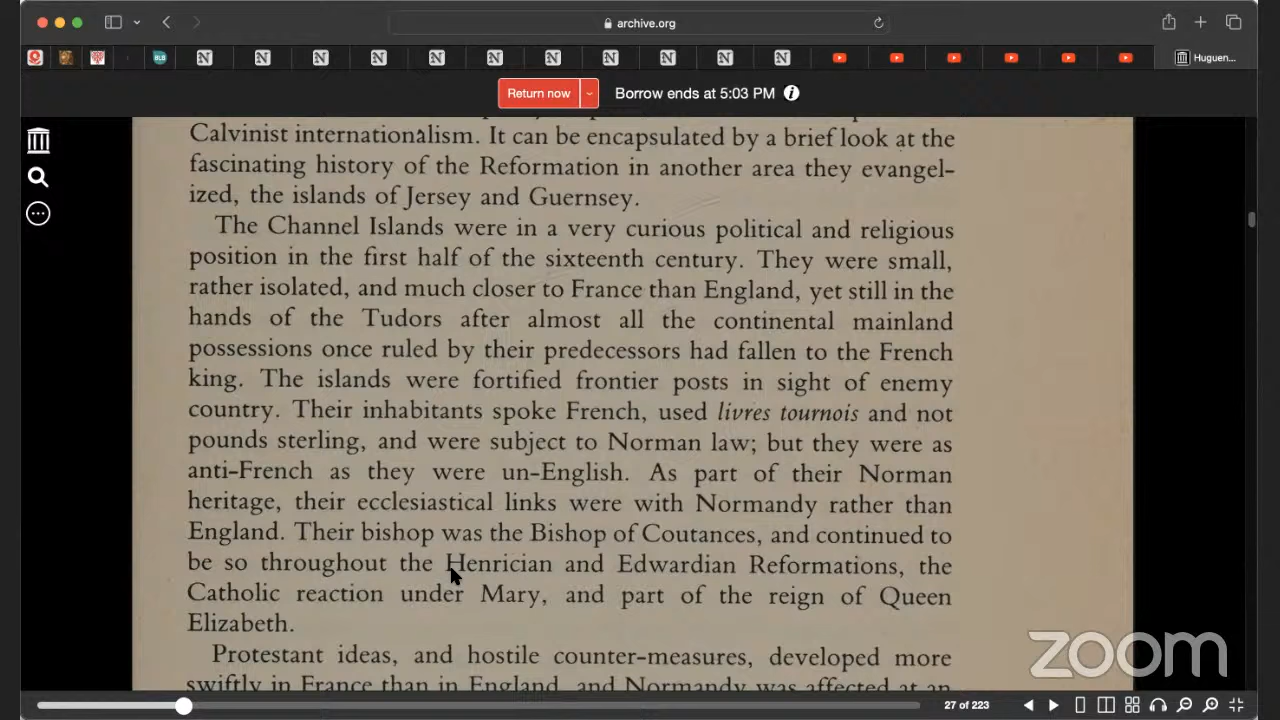 archive.org
Huguen...
Return now
Borrow ends at 5:03 PM
Calvinist internationalism. It can be encapsulated by a brief look at the
fascinating history of the Reformation in another area they evangel-
ized, the islands of Jersey and Guernsey.
The Channel Islands were in a very curious political and religious
position in the first half of the sixteenth century. They were small,
rather isolated, and much closer to France than England, yet still in the
hands of the Tudors after almost all the continental mainland
possessions once ruled by their predecessors had fallen to the French
king. The islands were fortified frontier posts in sight of enemy
country. Their inhabitants spoke French, used livres tournois and not
pounds sterling, and were subject to Norman law; but they were as
anti-French as they were un-English. As part of their Norman
heritage, their ecclesiastical links were with Normandy rather than
England. Their bishop was the Bishop of Coutances, and continued to
be so throughout the Henrician and Edwardian Reformations, the
Catholic reaction under Mary, and part of the reign of Queen
Elizabeth.
Protestant ideas, and hostile counter-measures, developed more
swiftly in France than in England, and Normandy was affected at an
zoom
27 of 223